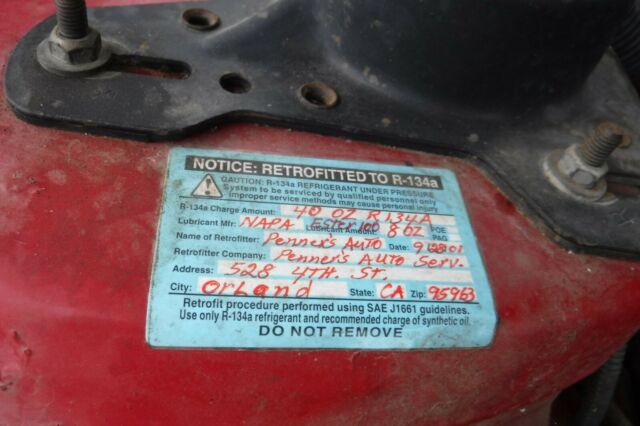 NOTICE: RETROFITTED TO R-134a
CAUTION: R-134a REFRIGERANT UNDER PRESSURE
System to be serviced by qualified personnel only
Improper service methods may cause personal injury
R-134a Charge Amount: 40 OZ R134A
Lubricant Mfr: NAPA Ester 100 Lubricant Amount: 8 OZ POE PAG
Name of Retrofitter: Penner's Auto Date:
Retrofitter Company: Penner's Auto Serv.
Address: 528 4TH. St.
City: Orland State: CA Zip: 95963
Retrofit procedure performed using SAE J1661 guidelines.
Use only R-134a refrigerant and recommended charge of synthetic oil.
DO NOT REMOVE